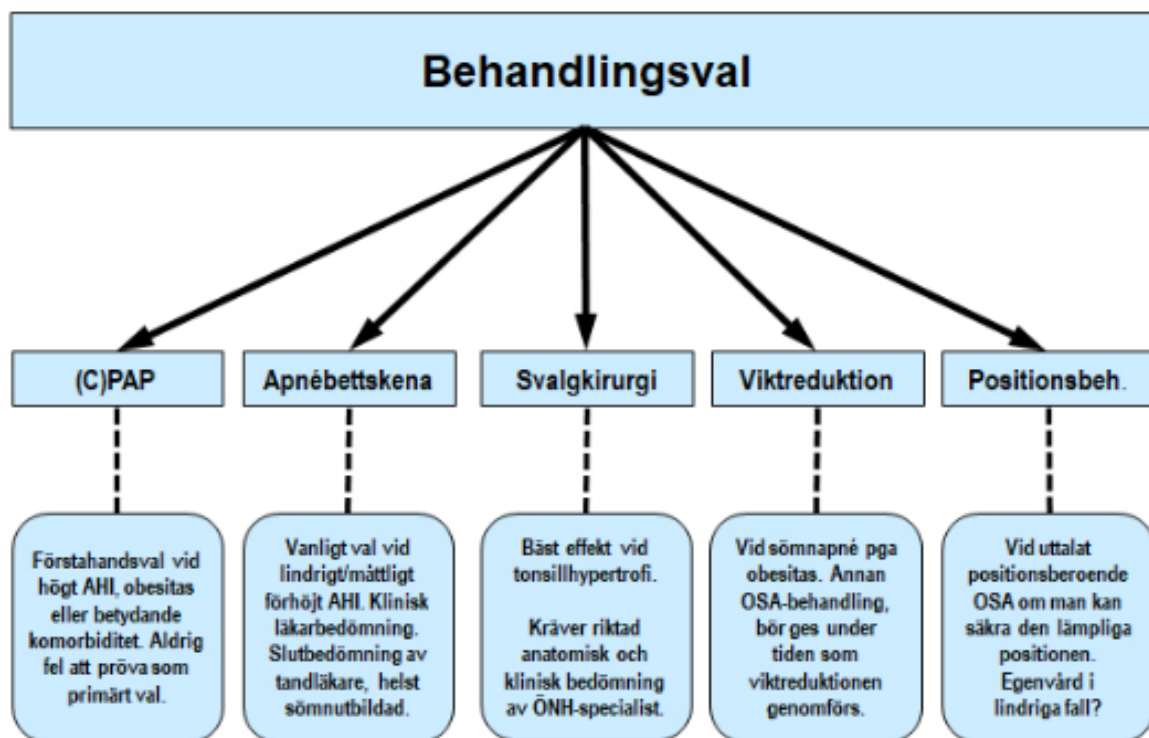 Behandlingsval
(C)PAP
Apnébettskena
Svalgkirurgi
Viktreduktion
Positionsbeh.
Förstahandsval vid
högt AHI, obesitas
eller betydande
komorbiditet. Aldrig
fel att pröva som
primärt val.
Vanligt val vid
lindrigt/måttligt
förhöjt AHI. Klinisk
läkarbedömning.
Slutbedömning av
tandläkare, helst
sömnutbildad.
Bäst effekt vid
tonsillhypertrofi.
Kräver riktad
anatomisk och
klinisk bedömning
av ÖNH-specialist.
Vid sömnapné pga
obesitas. Annan
OSA-behandling,
bör ges under
tiden som
viktreduktionen
genomförs.
Vid uttalat
positionsberoende
OSA om man kan
säkra den lämpliga
positionen.
Egenvård i
lindriga fall?